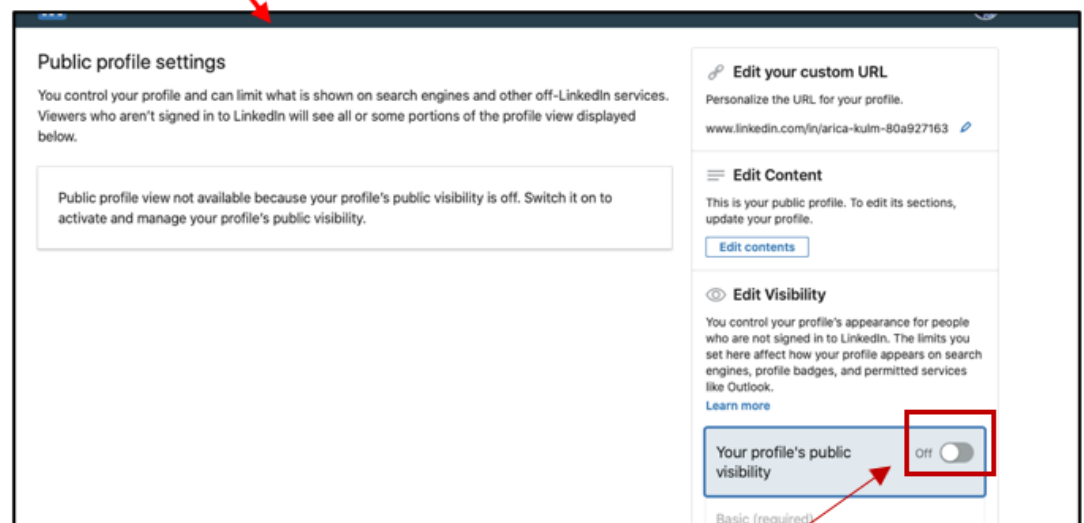 Public profile settings
You control your profile and can limit what is shown on search engines and other off-LinkedIn services.
Viewers who aren't signed in to LinkedIn will see all or some portions of the profile view displayed
below.
Public profile view not available because your profile's public visibility is off. Switch it on to
activate and manage your profile's public visibility.
Edit your custom URL
Personalize the URL for your profile.
www.linkedin.com/in/arica-kulm-80a927163
Edit Content
This is your public profile. To edit its sections,
update your profile.
Edit contents
Edit Visibility
You control your profile's appearance for people
who are not signed in to LinkedIn. The limits you
set here affect how your profile appears on search
engines, profile badges, and permitted services
like Outlook.
Learn more
Your profile's public
visibility
Off
Basic (required)